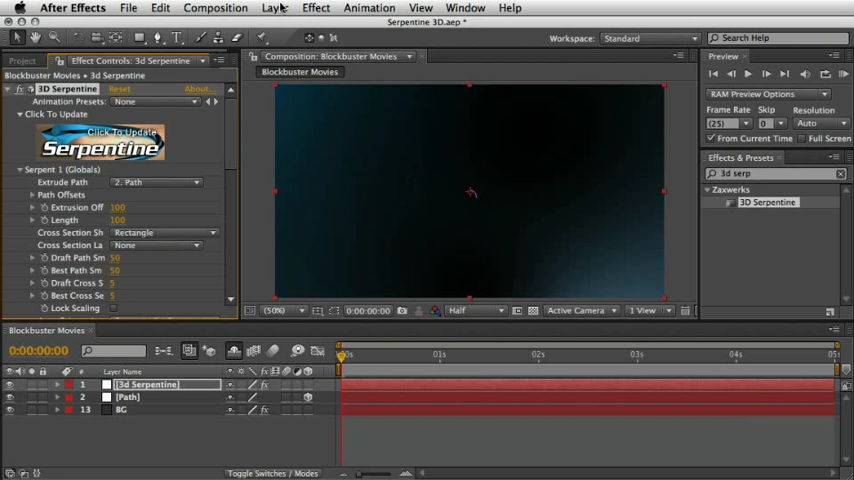 After Effects File Edit Composition Layer Effect Animation View Window Help
Serpentine 3D.aep *
Workspace: Standard Search Help
Project Effect Controls: 3d Serpentine
Composition: Blockbuster Movies
Preview
Blockbuster Movies • 3d Serpentine
Blockbuster Movies
3D Serpentine Reset About...
Animation Presets: None
Click To Update
Click To Update
Serpentine
Serpent 1 (Globals)
Extrude Path 2. Path
Path Offsets
Extrusion Off 100
Length 100
Cross Section Sh Rectangle
Cross Section La None
Draft Path Sm 50
Best Path Sm 50
Draft Cross S 5
Best Cross Se 5
Lock Scaling
(50%) 0:00:00:00 Half Active Camera 1 View
RAM Preview Options
Frame Rate Skip Resolution
(25) 0 Auto
From Current Time Full Screen
Effects & Presets
3d serp
Zaxwerks
3D Serpentine
Blockbuster Movies
0:00:00:00
00s 01s 02s 03s 04s 05s
# Layer Name
1 [3d Serpentine]
2 [Path]
13 BG
Toggle Switches / Modes